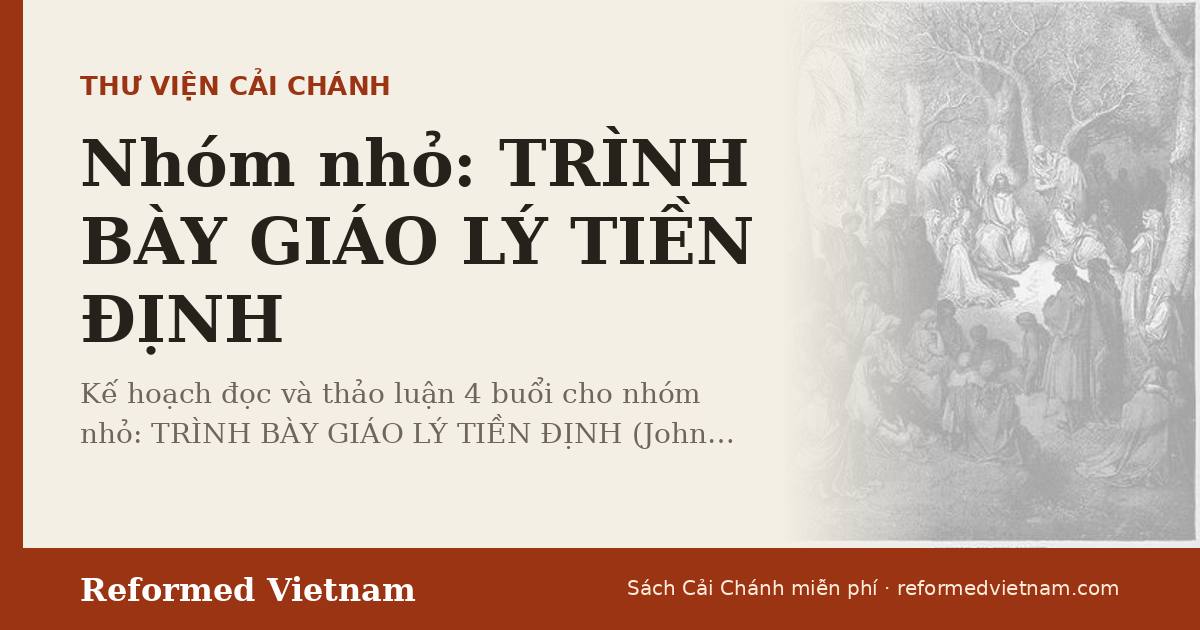 THƯ VIỆN CẢI CHÁNH
Nhóm nhỏ: TRÌNH
BÀY GIÁO LÝ TIỀN
ĐỊNH
Kế hoạch đọc và thảo luận 4 buổi cho nhóm
nhỏ: TRÌNH BÀY GIÁO LÝ TIỀN ĐỊNH (John...
Reformed Vietnam
Sách Cải Chánh miễn phí · reformedvietnam.com